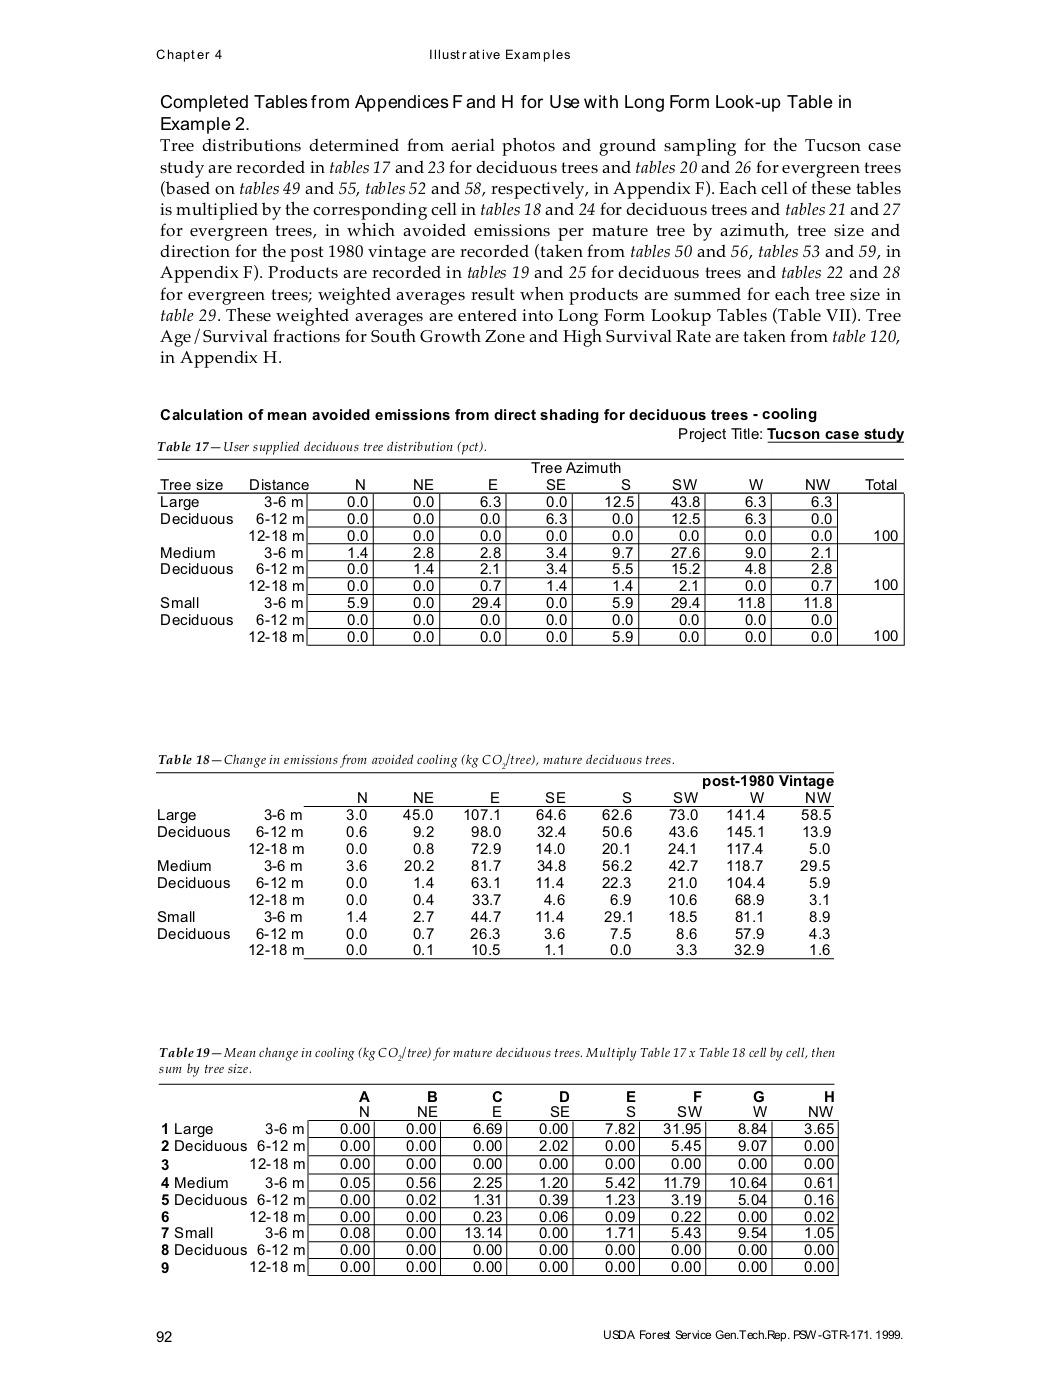 Chapter 4 Illustrative Examples
Completed Tables from Appendices F and H for Use with Long Form Look-up Table in
Example 2.
Tree distributions determined from aerial photos and ground sampling for the Tucson case
study are recorded in tables 17 and 23 for deciduous trees and tables 20 and 26 for evergreen trees
(based on tables 49 and 55, tables 52 and 58, respectively, in Appendix F). Each cell of these tables
is multiplied by the corresponding cell in tables 18 and 24 for deciduous trees and tables 21 and 27
for evergreen trees, in which avoided emissions per mature tree by azimuth, tree size and
direction for the post 1980 vintage are recorded (taken from tables 50 and 56, tables 53 and 59, in
Appendix F). Products are recorded in tables 19 and 25 for deciduous trees and tables 22 and 28
for evergreen trees; weighted averages result when products are summed for each tree size in
table 29. These weighted averages are entered into Long Form Lookup Tables (Table VII). Tree
Age/Survival fractions for South Growth Zone and High Survival Rate are taken from table 120,
in Appendix H.
Calculation of mean avoided emissions from direct shading for deciduous trees - cooling
Project Title: Tucson case study
Table 17—User supplied deciduous tree distribution (pct).
Tree Azimuth
Tree size Distance N NE E SE S SW W NW Total
Large 3-6 m 0.0 0.0 6.3 0.0 12.5 43.8 6.3 6.3
Deciduous 6-12 m 0.0 0.0 0.0 6.3 0.0 12.5 6.3 0.0
12-18 m 0.0 0.0 0.0 0.0 0.0 0.0 0.0 0.0 100
Medium 3-6 m 1.4 2.8 2.8 3.4 9.7 27.6 9.0 2.1
Deciduous 6-12 m 0.0 1.4 2.1 3.4 5.5 15.2 4.8 2.8
12-18 m 0.0 0.0 0.7 1.4 1.4 2.1 0.0 0.7 100
Small 3-6 m 5.9 0.0 29.4 0.0 5.9 29.4 11.8 11.8
Deciduous 6-12 m 0.0 0.0 0.0 0.0 0.0 0.0 0.0 0.0
12-18 m 0.0 0.0 0.0 0.0 5.9 0.0 0.0 0.0 100
Table 18—Change in emissions from avoided cooling (kg CO2/tree), mature deciduous trees.
post-1980 Vintage
N NE E SE S SW W NW
Large 3-6 m 3.0 45.0 107.1 64.6 62.6 73.0 141.4 58.5
Deciduous 6-12 m 0.6 9.2 98.0 32.4 50.6 43.6 145.1 13.9
12-18 m 0.0 0.8 72.9 14.0 20.1 24.1 117.4 5.0
Medium 3-6 m 3.6 20.2 81.7 34.8 56.2 42.7 118.7 29.5
Deciduous 6-12 m 0.0 1.4 63.1 11.4 22.3 21.0 104.4 5.9
12-18 m 0.0 0.4 33.7 4.6 6.9 10.6 68.9 3.1
Small 3-6 m 1.4 2.7 44.7 11.4 29.1 18.5 81.1 8.9
Deciduous 6-12 m 0.0 0.7 26.3 3.6 7.5 8.6 57.9 4.3
12-18 m 0.0 0.1 10.5 1.1 0.0 3.3 32.9 1.6
Table 19—Mean change in cooling (kg CO2/tree) for mature deciduous trees. Multiply Table 17 x Table 18 cell by cell, then
sum by tree size.
A B C D E F G H
N NE E SE S SW W NW
1 Large 3-6 m 0.00 0.00 6.69 0.00 7.82 31.95 8.84 3.65
2 Deciduous 6-12 m 0.00 0.00 0.00 2.02 0.00 5.45 9.07 0.00
3 12-18 m 0.00 0.00 0.00 0.00 0.00 0.00 0.00 0.00
4 Medium 3-6 m 0.05 0.56 2.25 1.20 5.42 11.79 10.64 0.61
5 Deciduous 6-12 m 0.00 0.02 1.31 0.39 1.23 3.19 5.04 0.16
6 12-18 m 0.00 0.00 0.23 0.06 0.09 0.22 0.00 0.02
7 Small 3-6 m 0.08 0.00 13.14 0.00 1.71 5.43 9.54 1.05
8 Deciduous 6-12 m 0.00 0.00 0.00 0.00 0.00 0.00 0.00 0.00
9 12-18 m 0.00 0.00 0.00 0.00 0.00 0.00 0.00 0.00
92 USDA Forest Service Gen.Tech.Rep. PSW-GTR-171. 1999.